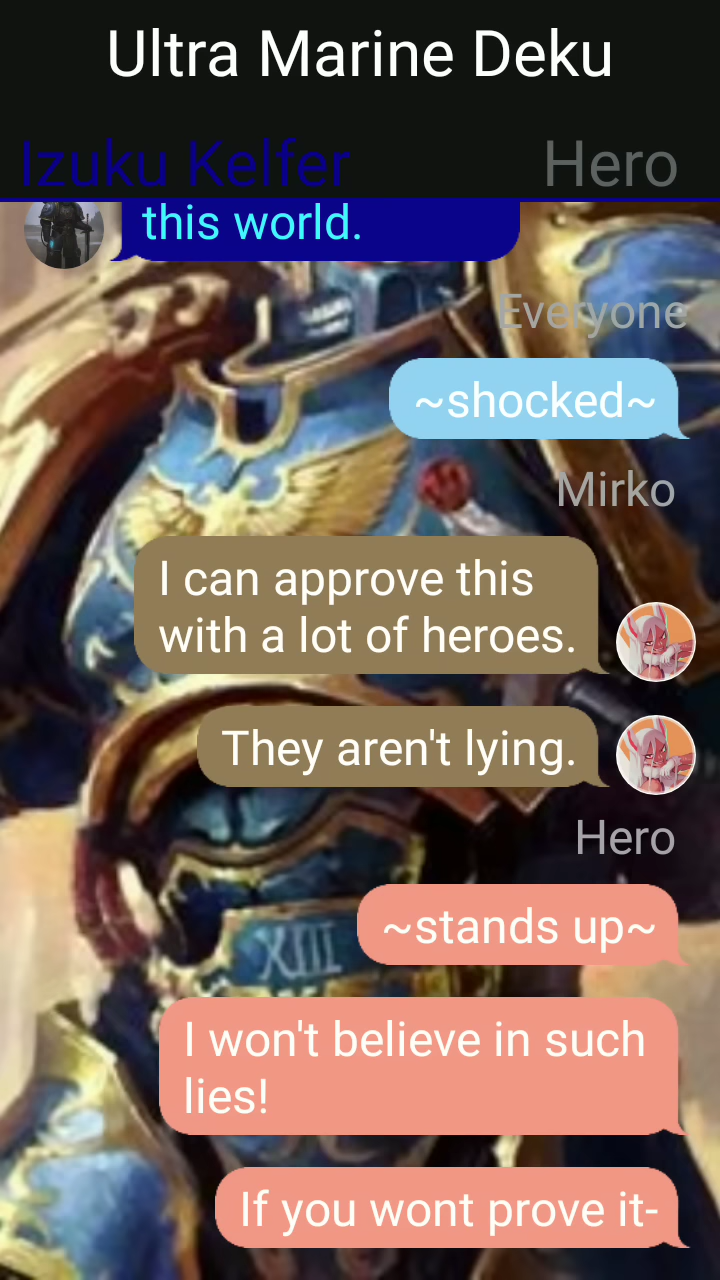 Ultra Marine Deku
Izuku Kelfer
Hero
this world.
Everyone
~shocked~
Mirko
I can approve this
with a lot of heroes.
They aren't lying.
Hero
~stands up~
XIII
I won't believe in such
lies!
If you wont prove it-